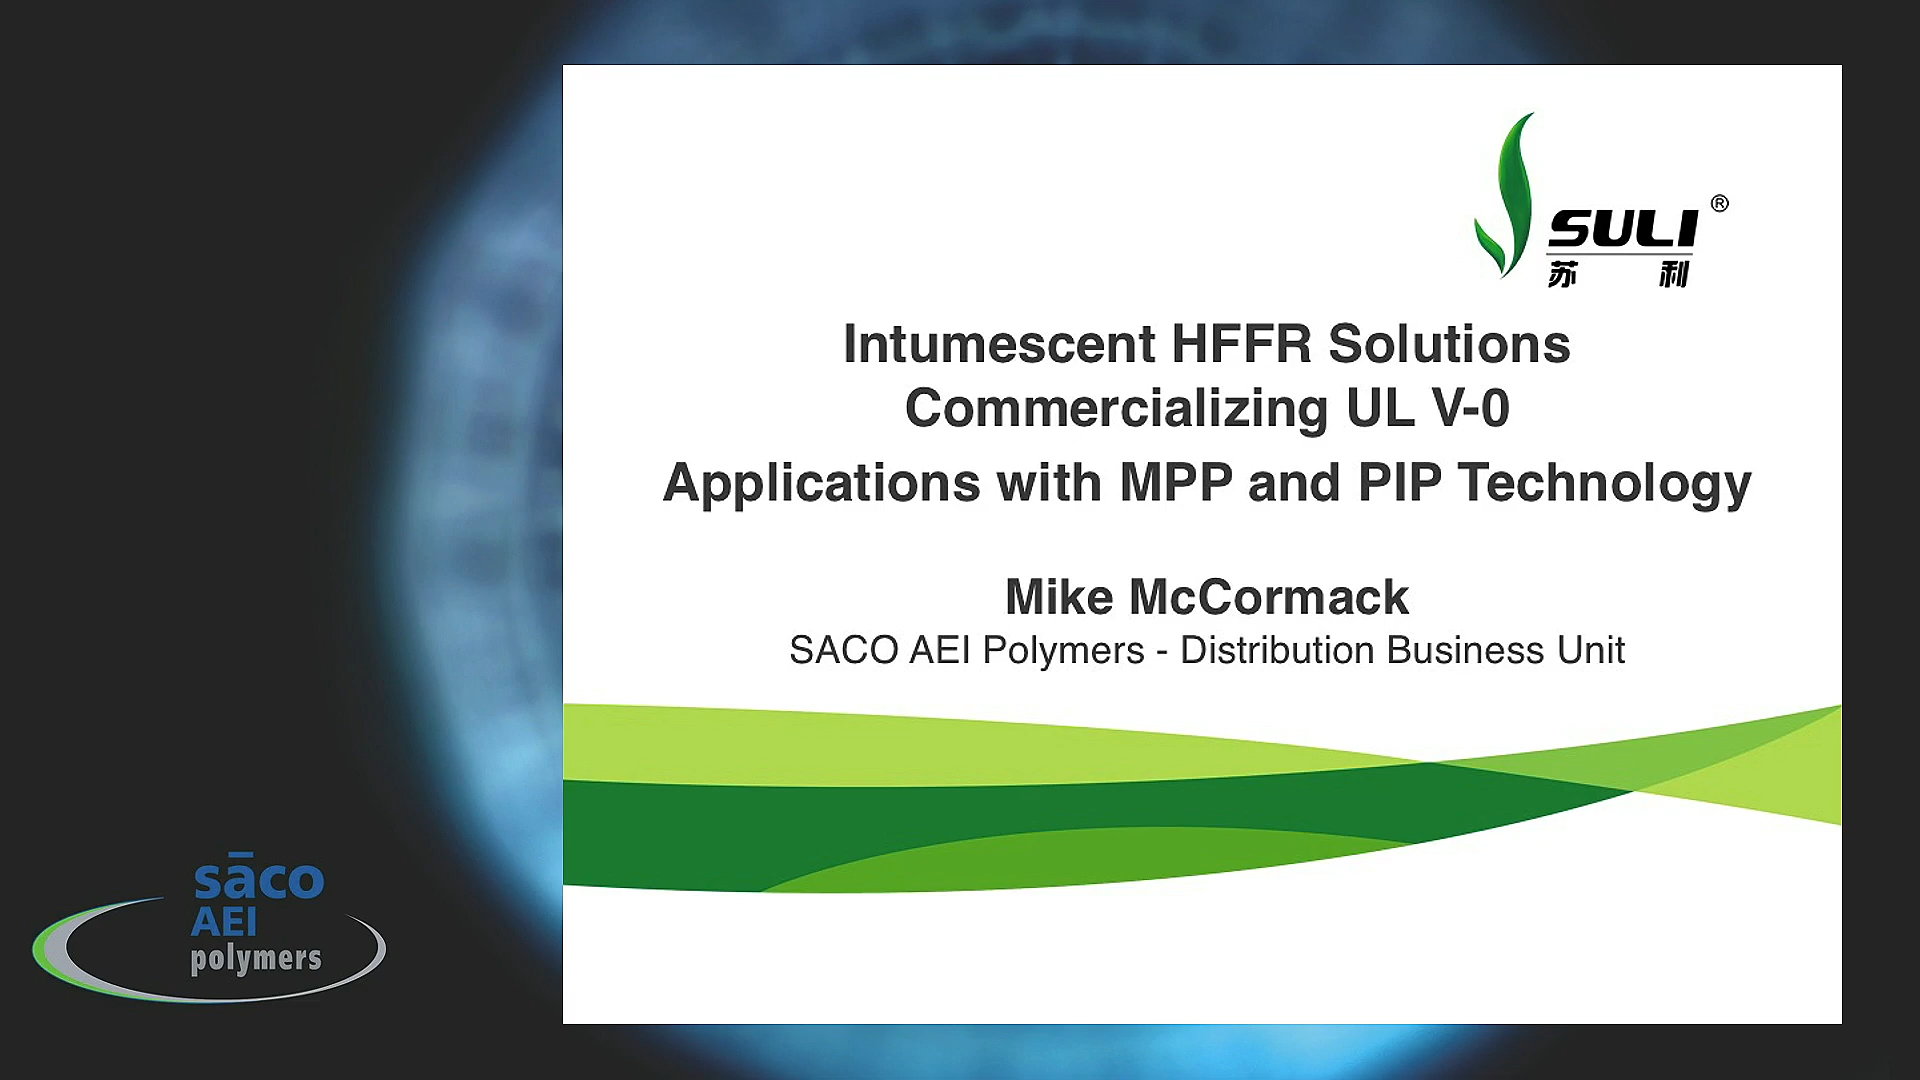 SULI ®
苏 利
Intumescent HFFR Solutions
Commercializing UL V-0
Applications with MPP and PIP Technology
Mike McCormack
SACO AEI Polymers - Distribution Business Unit
sāco
AEI
polymers